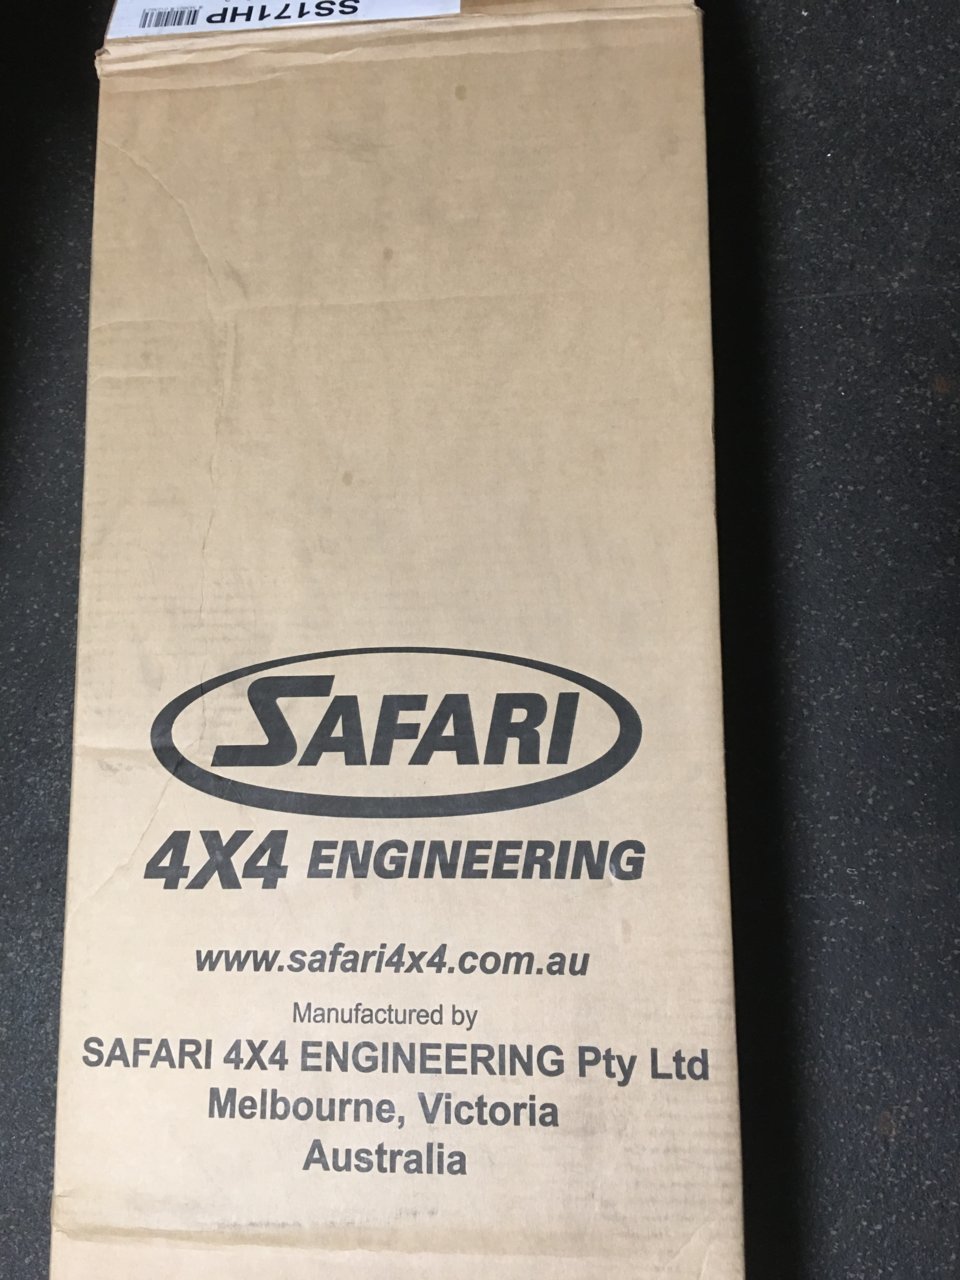 SS171HP
SAFARI
4X4 ENGINEERING
www.safari4x4.com.au
Manufactured by
SAFARI 4X4 ENGINEERING Pty Ltd
Melbourne, Victoria
Australia